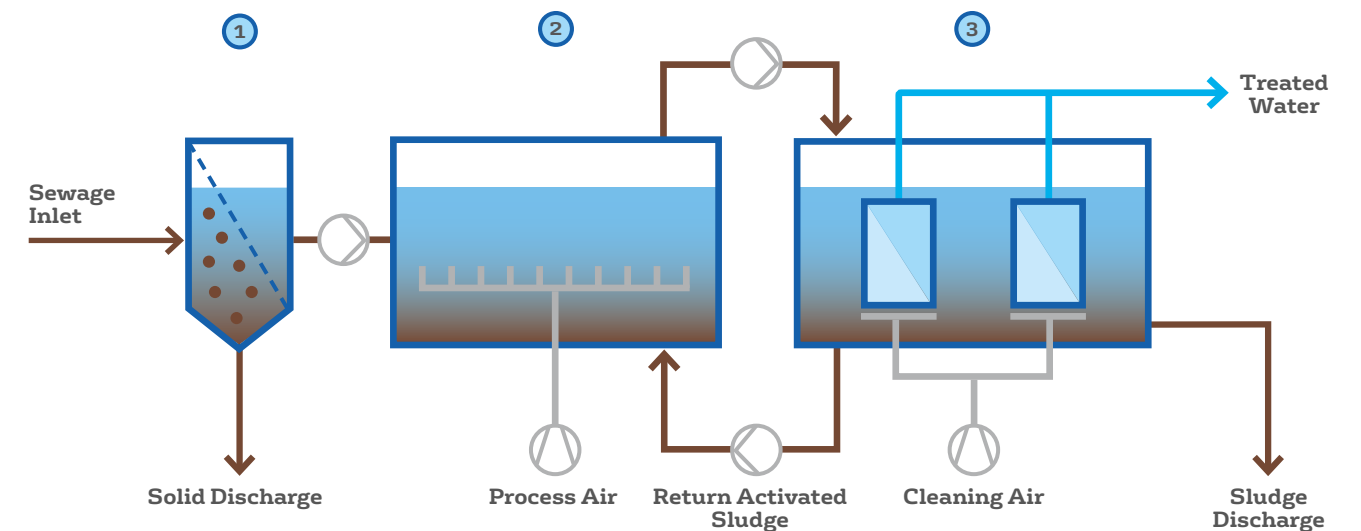 1
2
3
Treated
Water
Sewage
Inlet
Solid Discharge
Process Air
Return Activated
Sludge
Cleaning Air
Sludge
Discharge